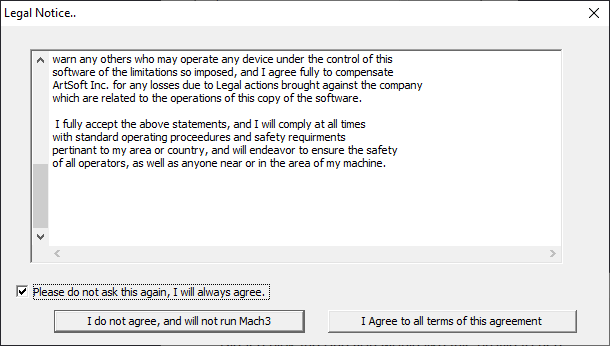 Legal Notice..
warn any others who may operate any device under the control of this
software of the limitations so imposed, and I agree fully to compensate
ArtSoft Inc. for any losses due to Legal actions brought against the company
which are related to the operations of this copy of the software.
I fully accept the above statements, and I will comply at all times
with standard operating proceedures and safety requirments
pertinant to my area or country, and will endeavor to ensure the safety
of all operators, as well as anyone near or in the area of my machine.
Please do not ask this again, I will always agree.
I do not agree, and will not run Mach3
I Agree to all terms of this agreement